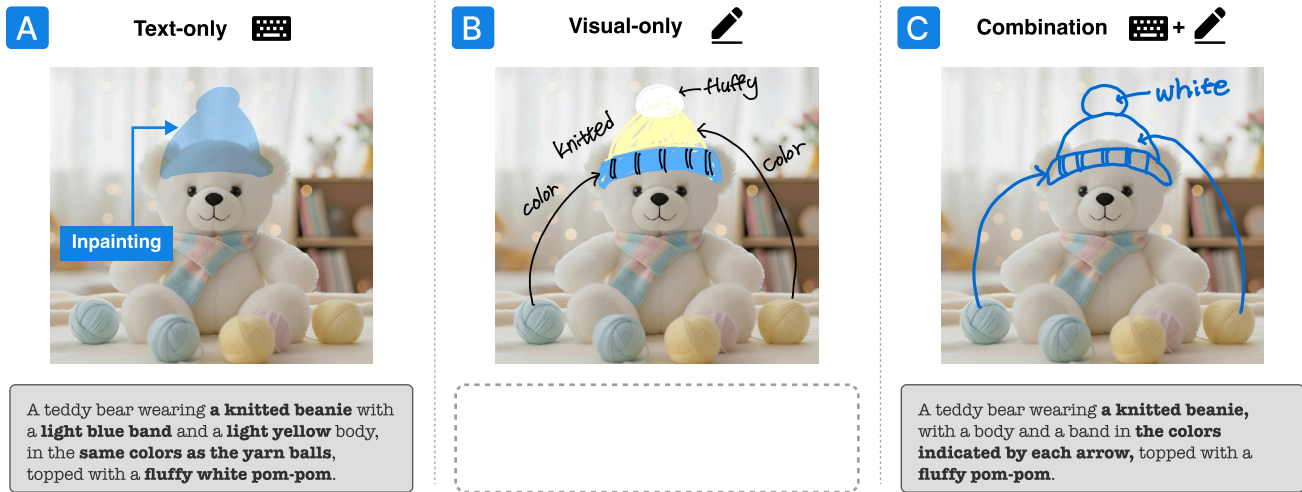 A
Text-only
Inpainting
A teddy bear wearing a knitted beanie with
a light blue band and a light yellow body,
in the same colors as the yarn balls,
topped with a fluffy white pom-pom.
B
Visual-only
fluffy
knitted
color
color
C
Combination
+
white
A teddy bear wearing a knitted beanie,
with a body and a band in the colors
indicated by each arrow, topped with a
fluffy pom-pom.